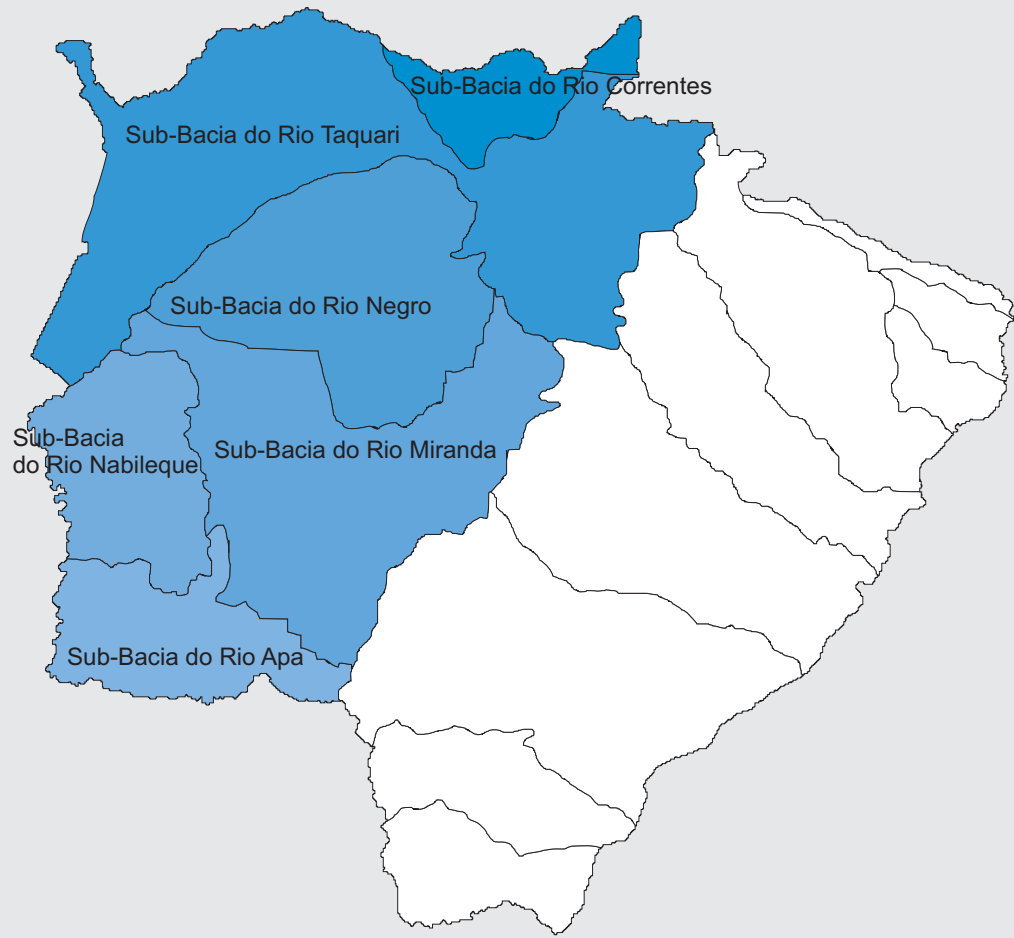 Sub-Bacia do Rio Correntes
Sub-Bacia do Rio Taquari
Sub-Bacia do Rio Negro
Sub-Bacia
do Rio Nabileque
Sub-Bacia do Rio Miranda
Sub-Bacia do Rio Apa